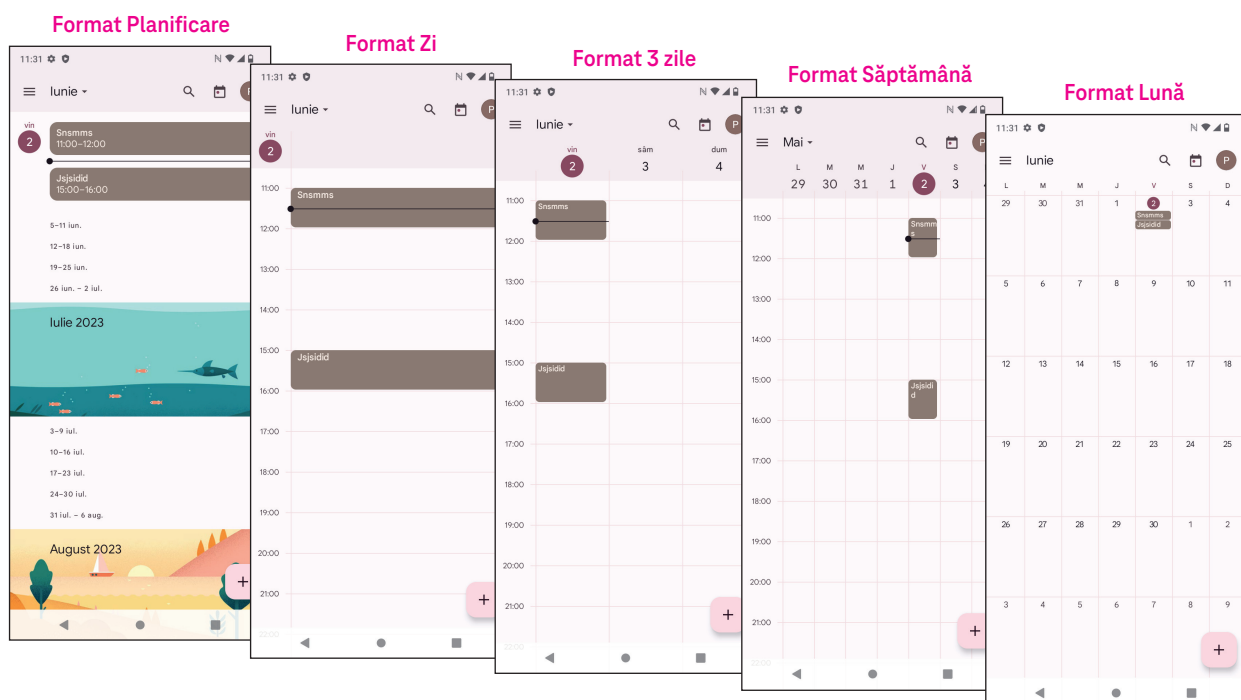 Format Planificare
11:31
Iunie
vin
2
Snsmms
11:00–12:00
Jsjsidid
15:00–16:00
5–11 iun.
12–18 iun.
19–25 iun.
26 iun. – 2 iul.
Iulie 2023
3–9 iul.
10–16 iul.
17–23 iul.
24–30 iul.
31 iul. – 6 aug.
August 2023
+
Format Zi
11:31
Iunie
P
vin
2
11:00
Snsmms
12:00
13:00
14:00
15:00
Jsjsidid
16:00
17:00
18:00
19:00
20:00
21:00
22:00
+
Format 3 zile
11:31
Iunie
P
vin sâm dum
2 3 4
11:00
Snsmms
12:00
13:00
14:00
15:00
Jsjsidid
16:00
17:00
18:00
19:00
20:00
21:00
+
Format Săptămână
11:31
Mai
P
L M M J V S
29 30 31 1 2 3
11:00
Snsmm
s
12:00
13:00
14:00
15:00
Jsjsidi
d
16:00
17:00
18:00
19:00
20:00
21:00
22:00
+
Format Lună
11:31
Iunie
P
L M M J V S D
29 30 31 1 2 3 4
Snsmms
Jsjsidid
5 6 7 8 9 10 11
12 13 14 15 16 17 18
19 20 21 22 23 24 25
26 27 28 29 30 1 2
3 4 5 6 7 8 9
+